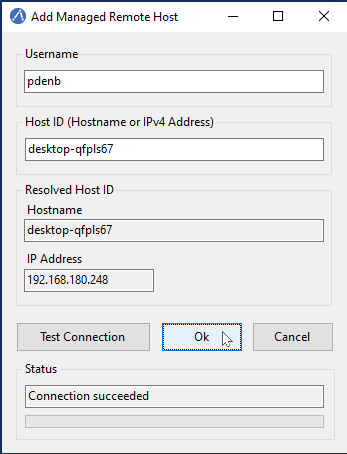 Add Managed Remote Host
Username
pdenb
Host ID (Hostname or IPv4 Address)
desktop-qfpls67
Resolved Host ID
Hostname
desktop-qfpls67
IP Address
192.168.180.248
Test Connection
Ok
Cancel
Status
Connection succeeded